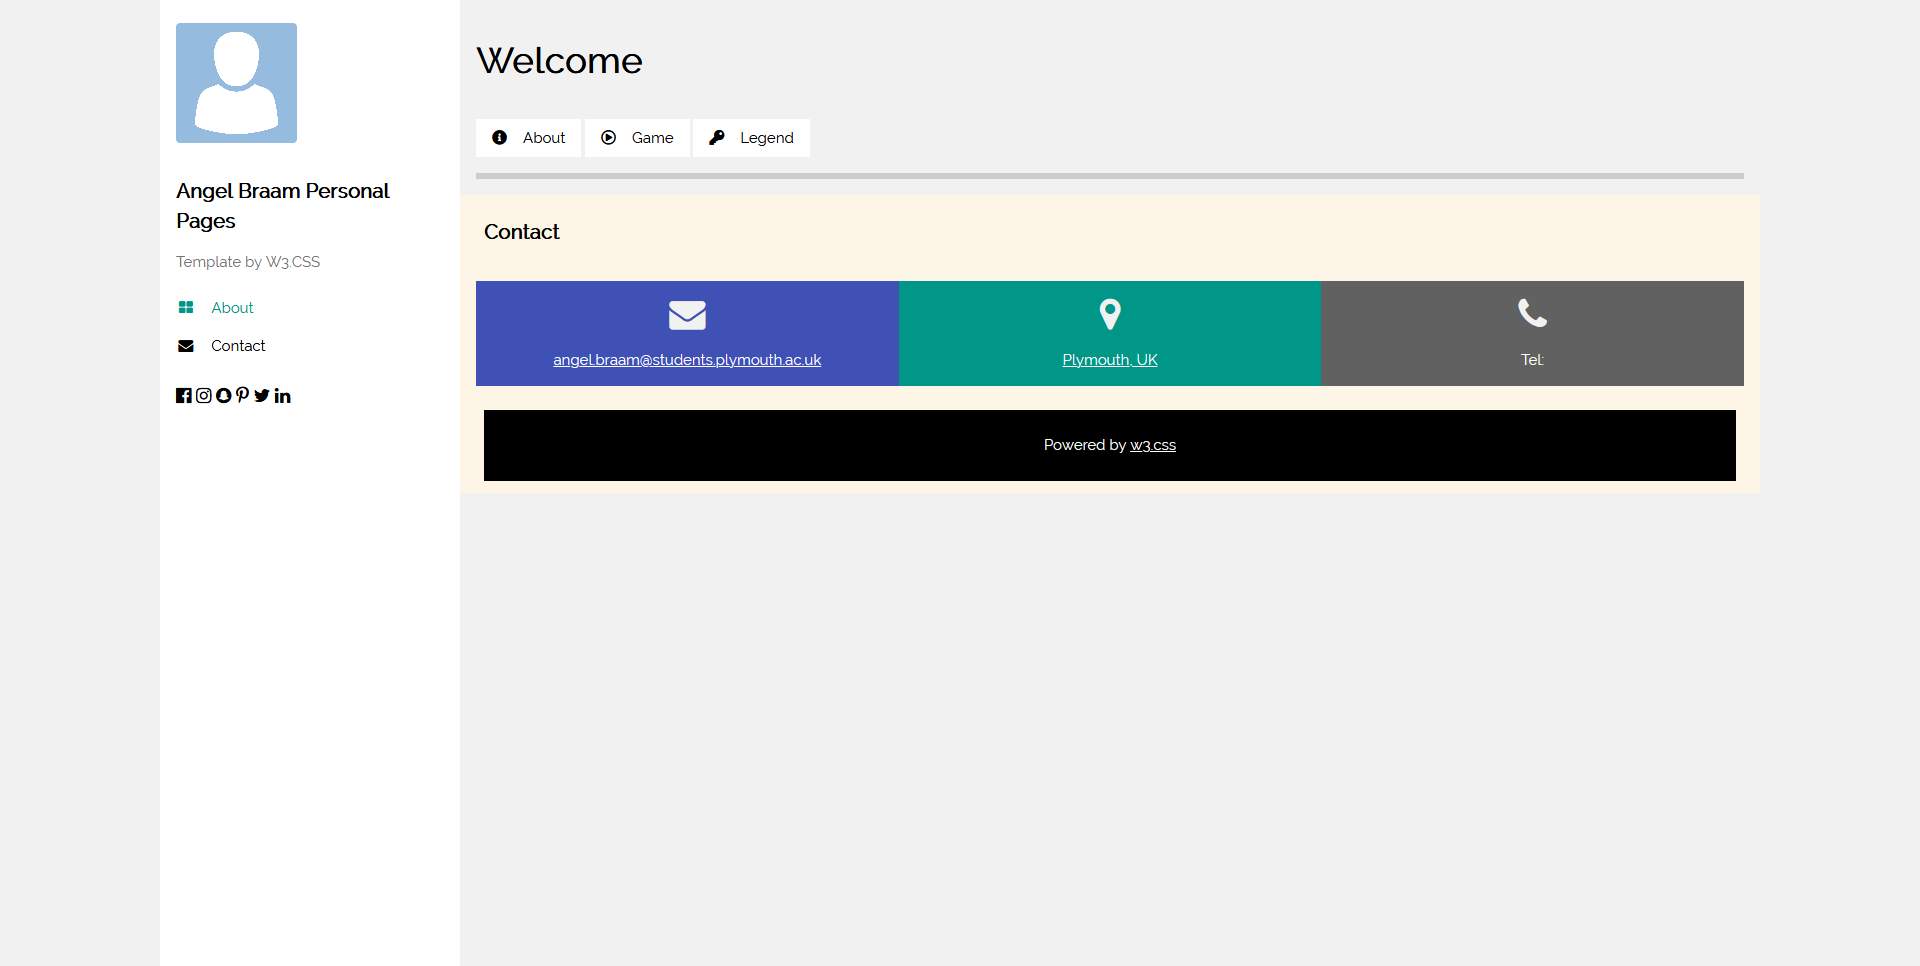 Angel Braam Personal
Pages
Template by W3.CSS
About
Contact
Welcome
About
Game
Legend
Contact
angel.braam@students.plymouth.ac.uk
Plymouth, UK
Tel:
Powered by w3.css